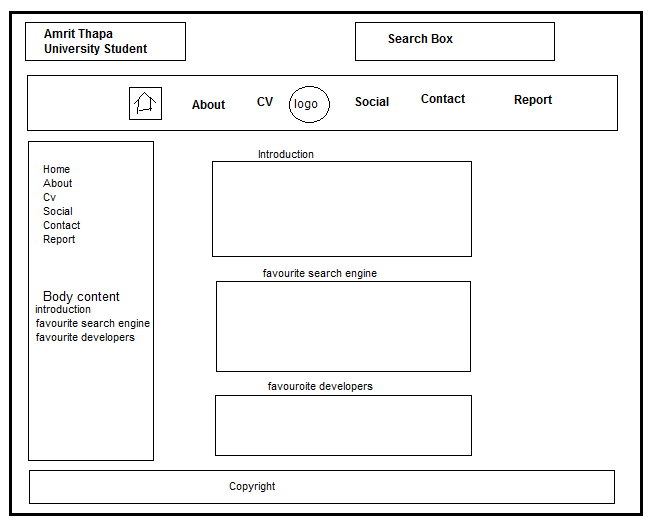 Amrit Thapa
University Student
Search Box
About
CV
logo
Social
Contact
Report
Home
About
Cv
Social
Contact
Report
Body content
introduction
favourite search engine
favourite developers
Introduction
favourite search engine
favouroite developers
Copyright